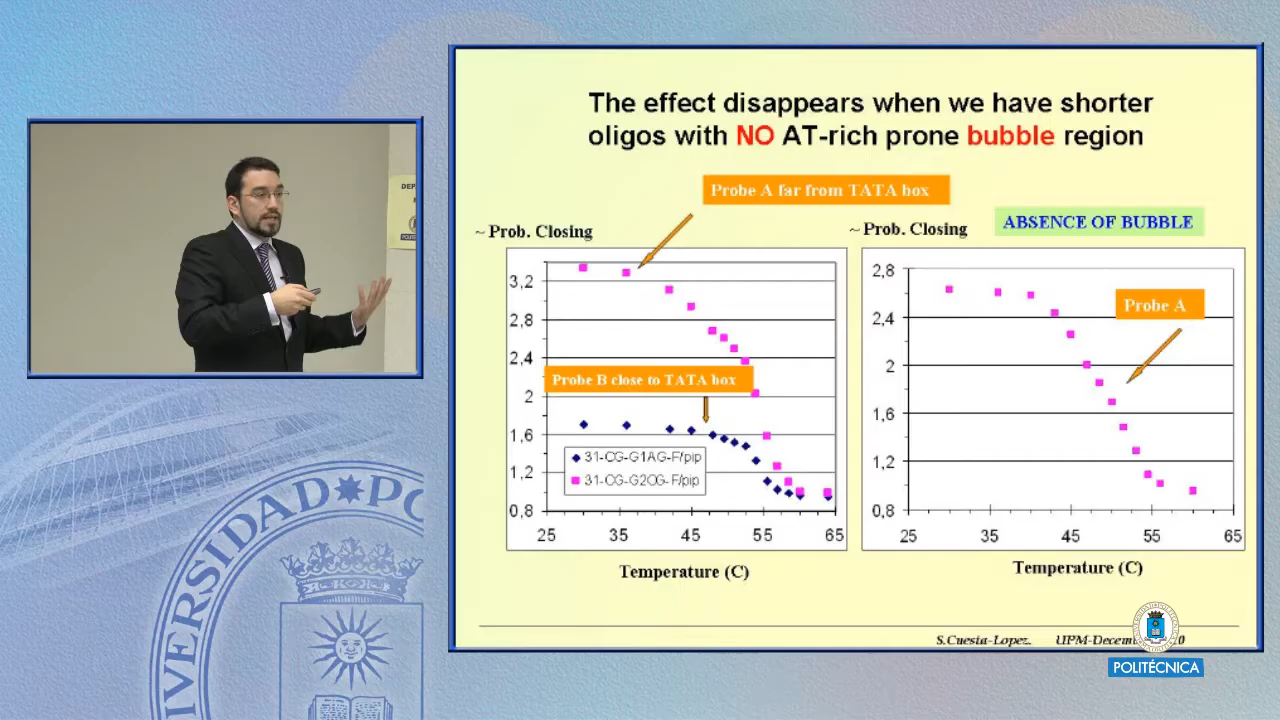 The effect disappears when we have shorter
oligos with NO AT-rich prone bubble region
Probe A far from TATA box
~ Prob. Closing
3,2
2,8
2,4
2
1,6
1,2
0,8
Probe B close to TATA box
31-CG-G1AG-F/pip
31-CG-G2CG-F/pip
25
35
45
55
65
Temperature (C)
~ Prob. Closing
ABSENCE OF BUBBLE
2,8
2,4
2
1,6
1,2
0,8
Probe A
25
35
45
55
65
Temperature (C)
S.Cuesta-Lopez.
POLITÉCNICA